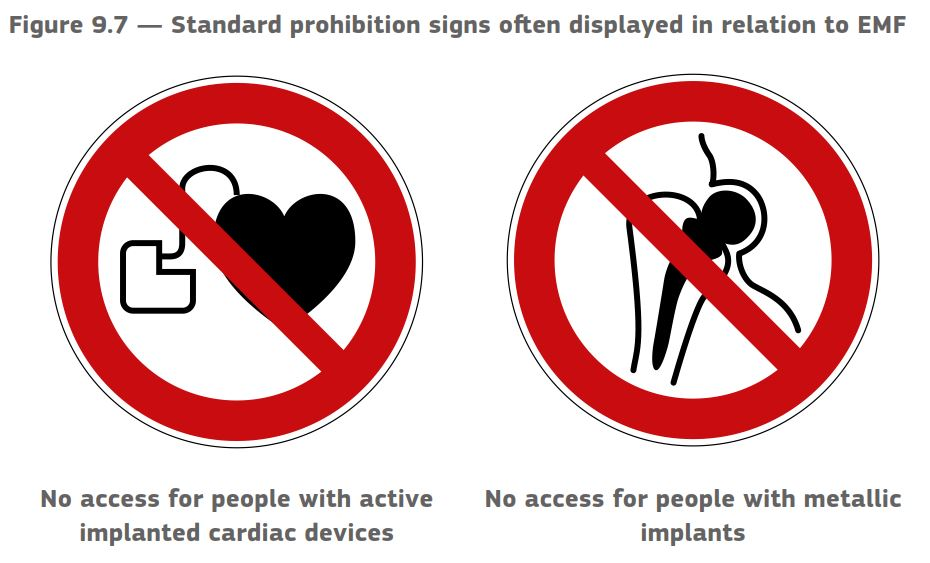 Figure 9.7 — Standard prohibition signs often displayed in relation to EMF
No access for people with active
implanted cardiac devices
No access for people with metallic
implants